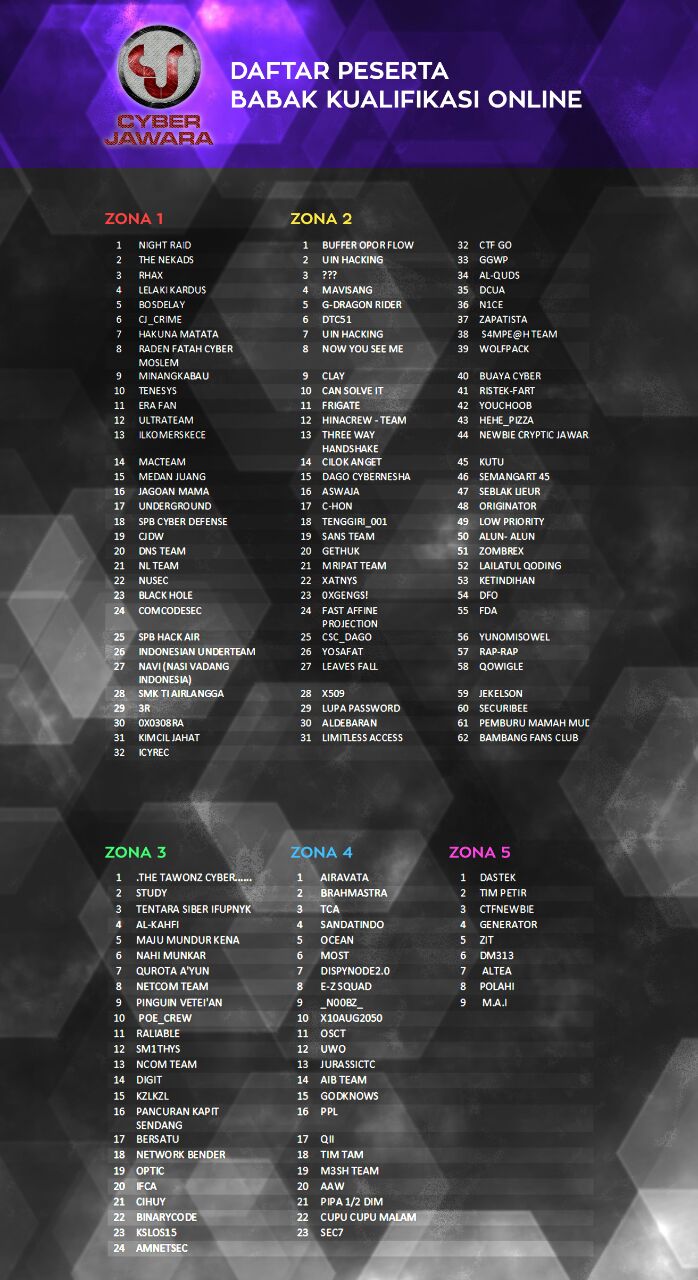 CYBER
JAWARA
DAFTAR PESERTA
BABAK KUALIFIKASI ONLINE
ZONA 1
1 NIGHT RAID
2 THE NEKADS
3 RHAX
4 LELAKI KARDUS
5 BOSDELAY
6 CJ_CRIME
7 HAKUNA MATATA
8 RADEN FATAH CYBER
MOSLEM
9 MINANGKABAU
10 TENESYS
11 ERA FAN
12 ULTRATEAM
13 ILKOMERSKECE
14 MACTEAM
15 MEDAN JUANG
16 JAGOAN MAMA
17 UNDERGROUND
18 SPB CYBER DEFENSE
19 CJDW
20 DNS TEAM
21 NL TEAM
22 NUSEC
23 BLACK HOLE
24 COMCODESEC
25 SPB HACK AIR
26 INDONESIAN UNDERTEAM
27 NAVI (NASI VADANG
INDONESIA)
28 SMK TI AIRLANGGA
29 3R
30 0X0308RA
31 KIMCIL JAHAT
32 ICYREC
ZONA 2
1 BUFFER OPOR FLOW
2 UIN HACKING
3 ???
4 MAVISANG
5 G-DRAGON RIDER
6 DTC51
7 UIN HACKING
8 NOW YOU SEE ME
9 CLAY
10 CAN SOLVE IT
11 FRIGATE
12 HINACREW - TEAM
13 THREE WAY
HANDSHAKE
14 CILOK ANGET
15 DAGO CYBERNESHA
16 ASWAJA
17 C-HON
18 TENGGIRI_001
19 SANS TEAM
20 GETHUK
21 MRIPAT TEAM
22 XATNYS
23 0XGENGS!
24 FAST AFFINE
PROJECTION
25 CSC_DAGO
26 YOSAFAT
27 LEAVES FALL
28 X509
29 LUPA PASSWORD
30 ALDEBARAN
31 LIMITLESS ACCESS
32 CTF GO
33 GGWP
34 AL-QUDS
35 DCUA
36 N1CE
37 ZAPATISTA
38 S4MPE@H TEAM
39 WOLFPACK
40 BUAYA CYBER
41 RISTEK-FART
42 YOUCHOOB
43 HEHE_PIZZA
44 NEWBIE CRYPTIC JAWAR
45 KUTU
46 SEMANGART 45
47 SEBLAK LIEUR
48 ORIGINATOR
49 LOW PRIORITY
50 ALUN- ALUN
51 ZOMBREX
52 LAILATUL QODING
53 KETINDIHAN
54 DFO
55 FDA
56 YUNOMISOWEL
57 RAP-RAP
58 QOWIGLE
59 JEKELSON
60 SECURIBEE
61 PEMBURU MAMAH MUD
62 BAMBANG FANS CLUB
ZONA 3
1 .THE TAWONZ CYBER......
2 STUDY
3 TENTARA SIBER IFUPNYK
4 AL-KAHFI
5 MAJU MUNDUR KENA
6 NAHI MUNKAR
7 QUROTA A'YUN
8 NETCOM TEAM
9 PINGUIN VETEI'AN
10 POE_CREW
11 RALIABLE
12 SM1THYS
13 NCOM TEAM
14 DIGIT
15 KZLKZL
16 PANCURAN KAPIT
SENDANG
17 BERSATU
18 NETWORK BENDER
19 OPTIC
20 IFCA
21 CIHUY
22 BINARYCODE
23 KSLOS15
24 AMNETSEC
ZONA 4
1 AIRAVATA
2 BRAHMASTRA
3 TCA
4 SANDATINDO
5 OCEAN
6 MOST
7 DISPYNODE2.0
8 E-Z SQUAD
9 _N00BZ_
10 X10AUG2050
11 OSCT
12 UWO
13 JURASSICTC
14 AIB TEAM
15 GODKNOWS
16 PPL
17 QII
18 TIM TAM
19 M3SH TEAM
20 AAW
21 PIPA 1/2 DIM
22 CUPU CUPU MALAM
23 SEC7
ZONA 5
1 DASTEK
2 TIM PETIR
3 CTFNEWBIE
4 GENERATOR
5 ZIT
6 DM313
7 ALTEA
8 POLAHI
9 M.A.I